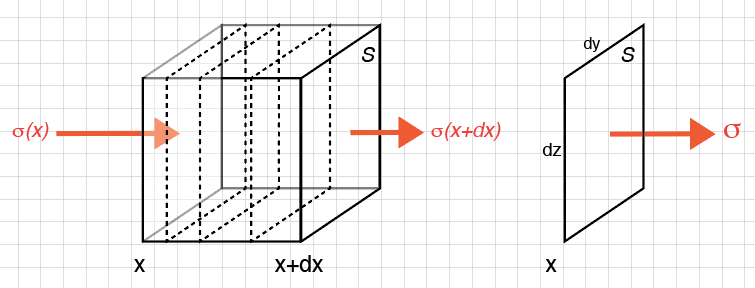 σ(x)
S
σ(x+dx)
x
x+dx
dy
S
dz
σ
x